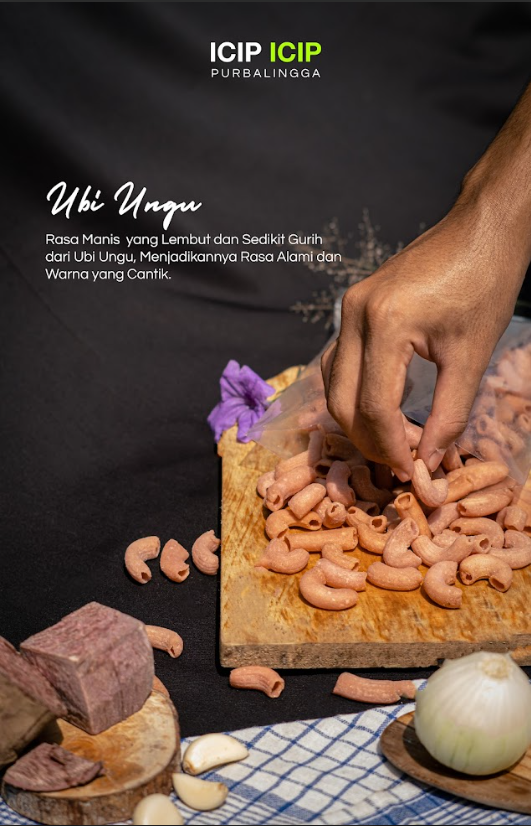 ICIP ICIP
PURBALINGGA
Ubi Ungu
Rasa Manis yang Lembut dan Sedikit Gurih
dari Ubi Ungu, Menjadikannya Rasa Alami dan
Warna yang Cantik.